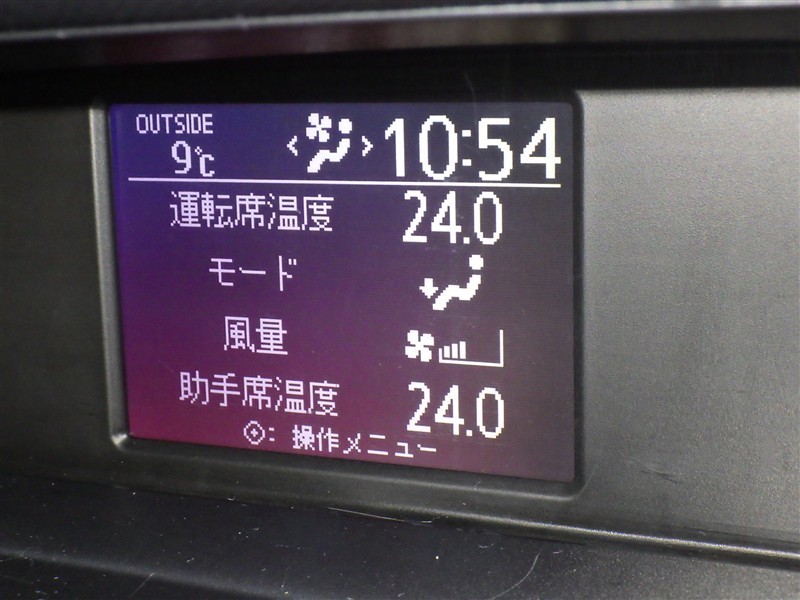 OUTSIDE
9℃
< > 10:54
運転席温度 24.0
モード
風量
助手席温度 24.0
: 操作メニュー